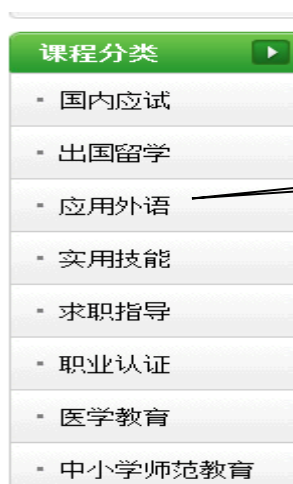 课程分类
国内应试
出国留学
应用外语
实用技能
求职指导
职业认证
医学教育
中小学师范教育